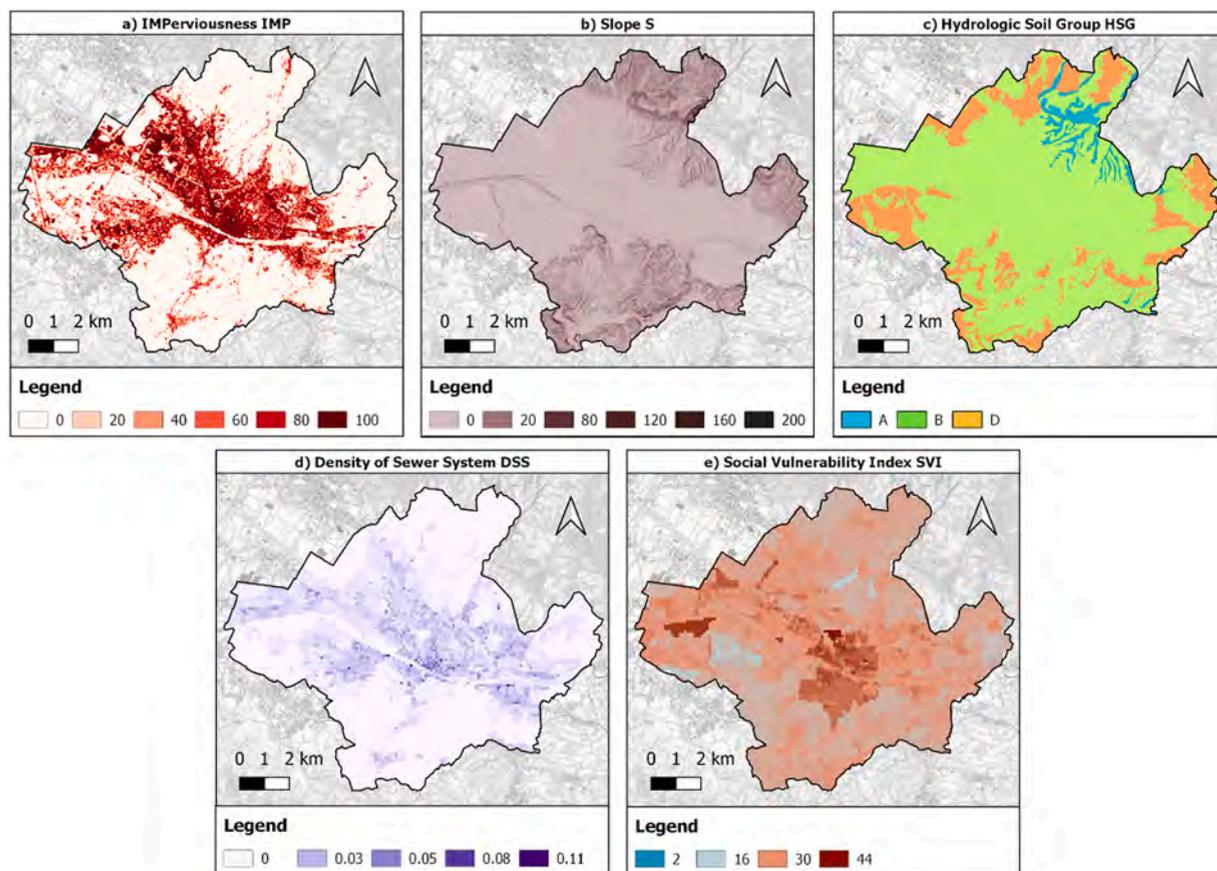 a) IMPerviousness IMP
0 1 2 km
Legend
0 20 40 60 80 100
b) Slope S
0 1 2 km
Legend
0 20 80 120 160 200
c) Hydrologic Soil Group HSG
0 1 2 km
Legend
A B D
d) Density of Sewer System DSS
0 1 2 km
Legend
0 0.03 0.05 0.08 0.11
e) Social Vulnerability Index SVI
0 1 2 km
Legend
2 16 30 44